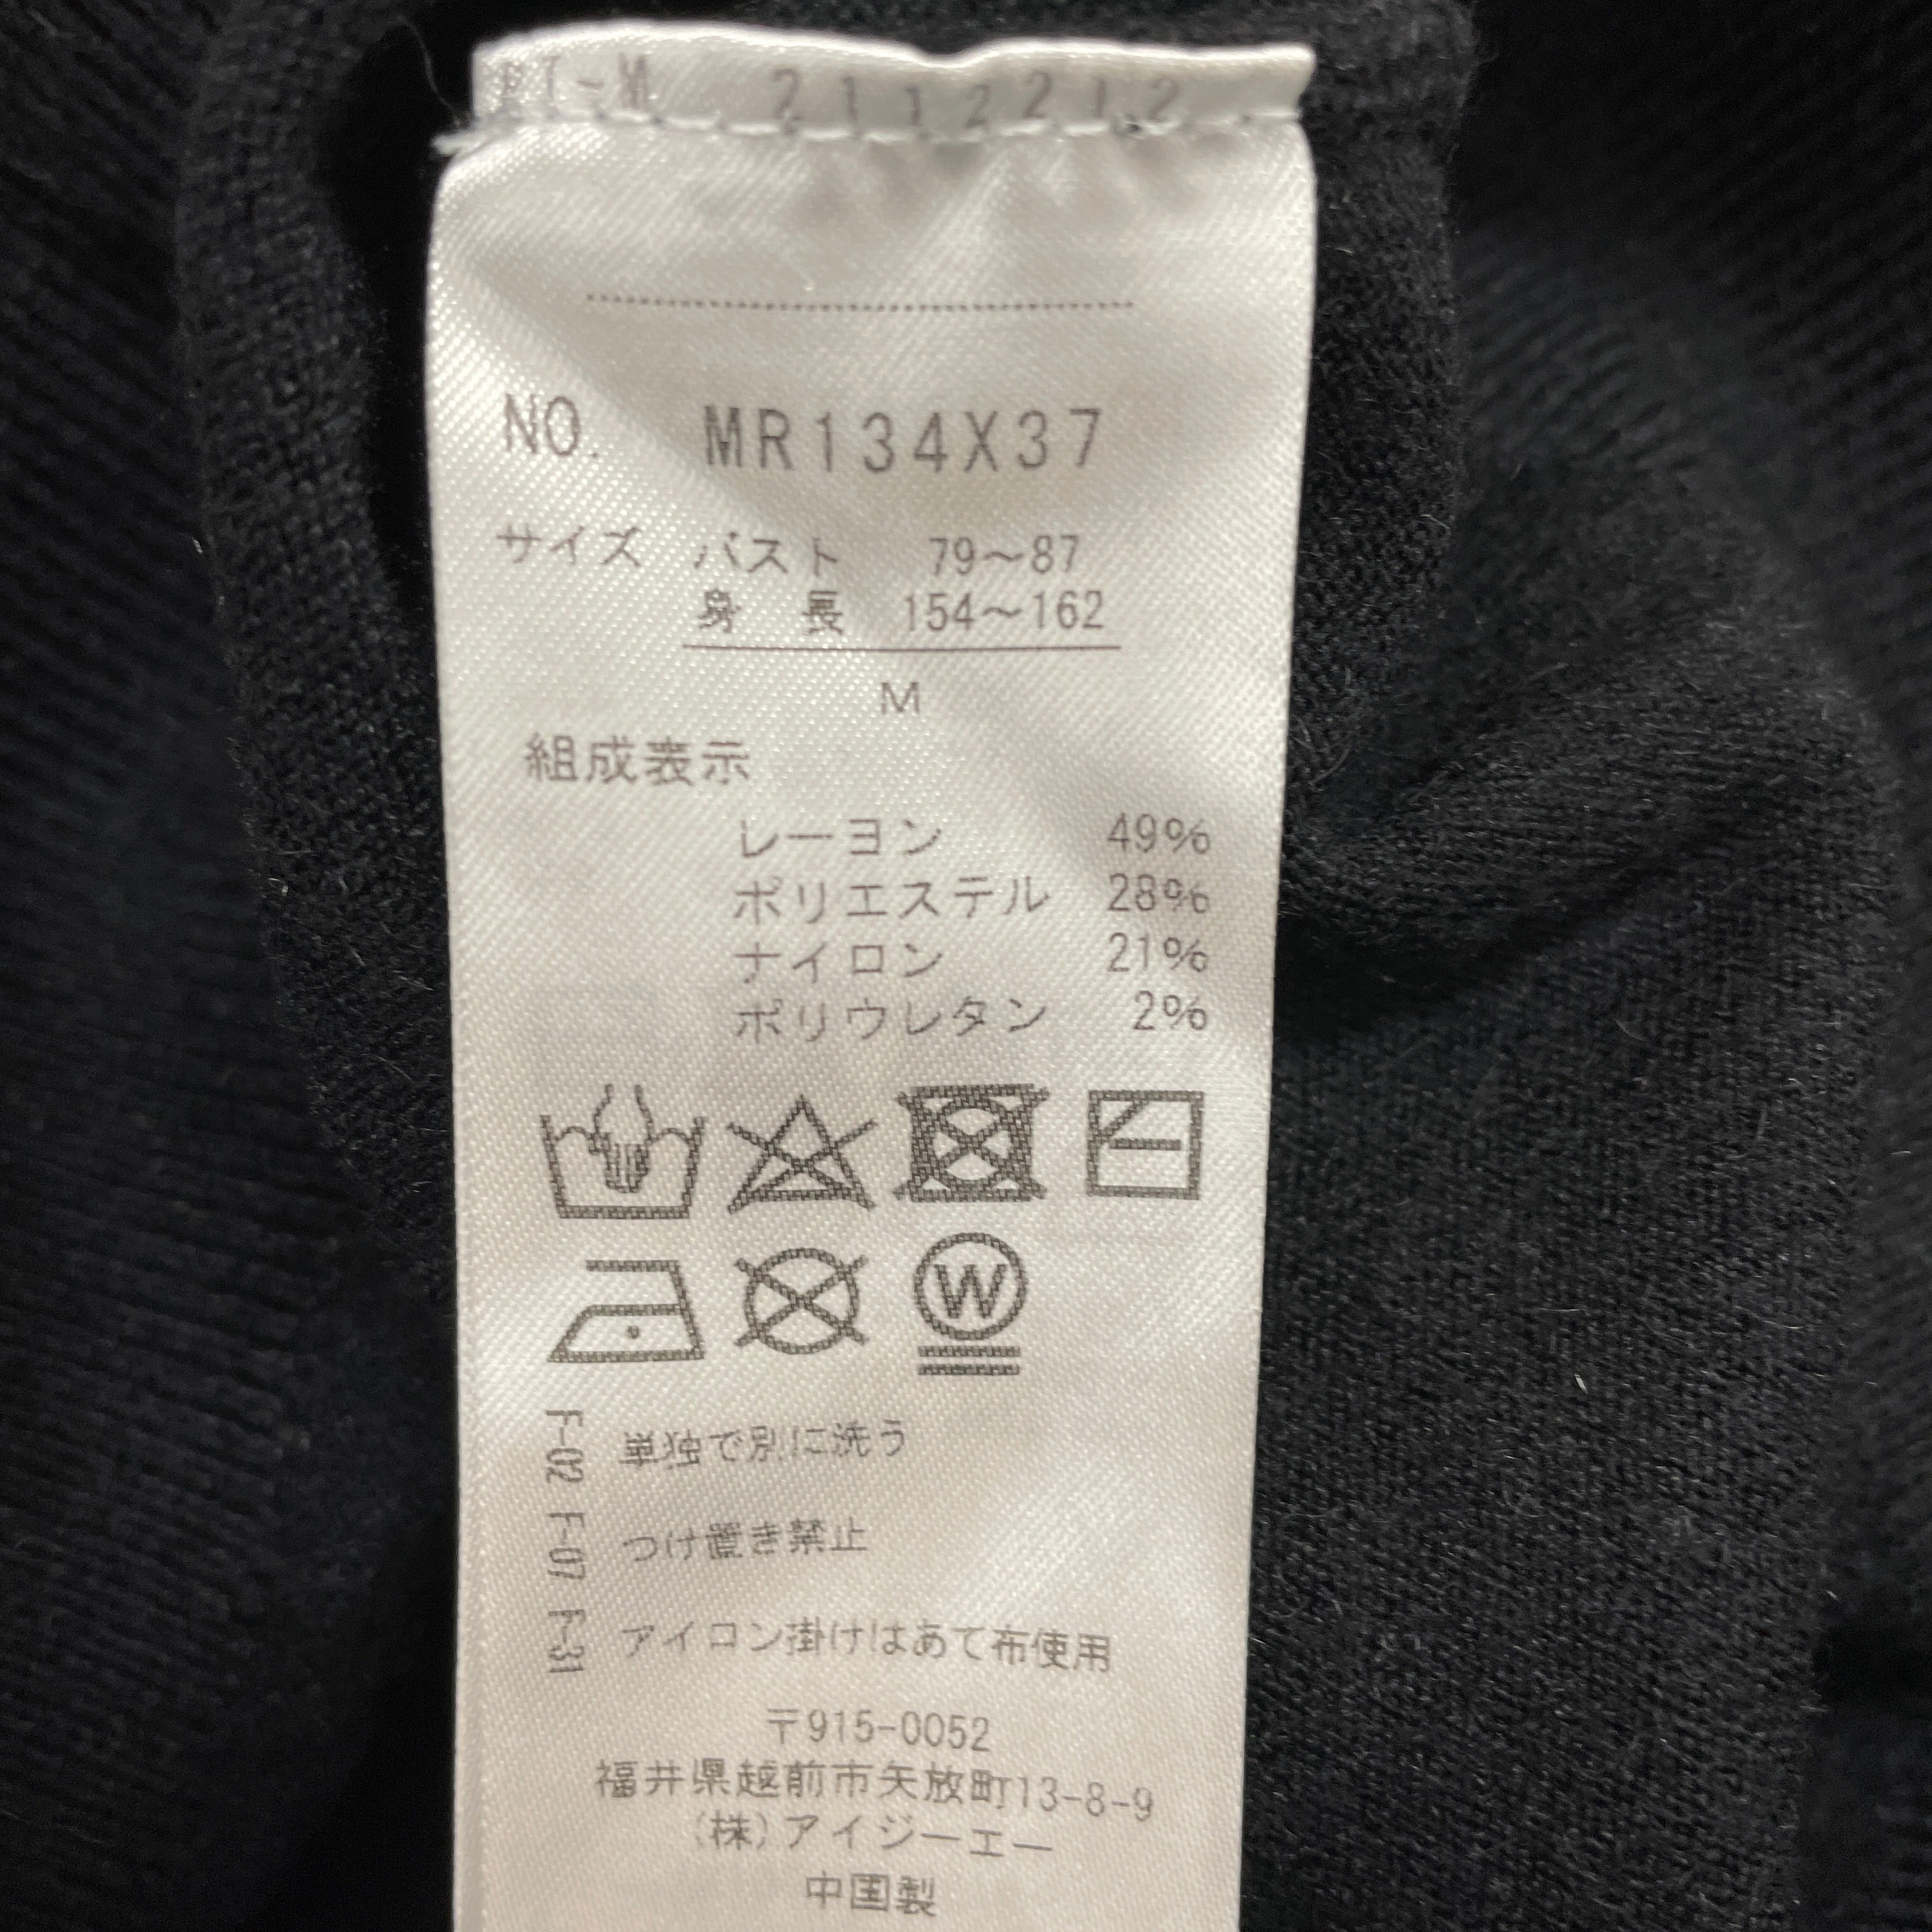 2112212
NO. MR134X37
サイズ バスト 79〜87
身長 154〜162
M
組成表示
レーヨン 49%
ポリエステル 28%
ナイロン 21%
ポリウレタン 2%
W
F-02 単独で別に洗う
F-07 つけ置き禁止
F-31 アイロン掛けはあて布使用
〒915-0052
福井県越前市矢放町13-8-9
(株)アイジーエー
中国製